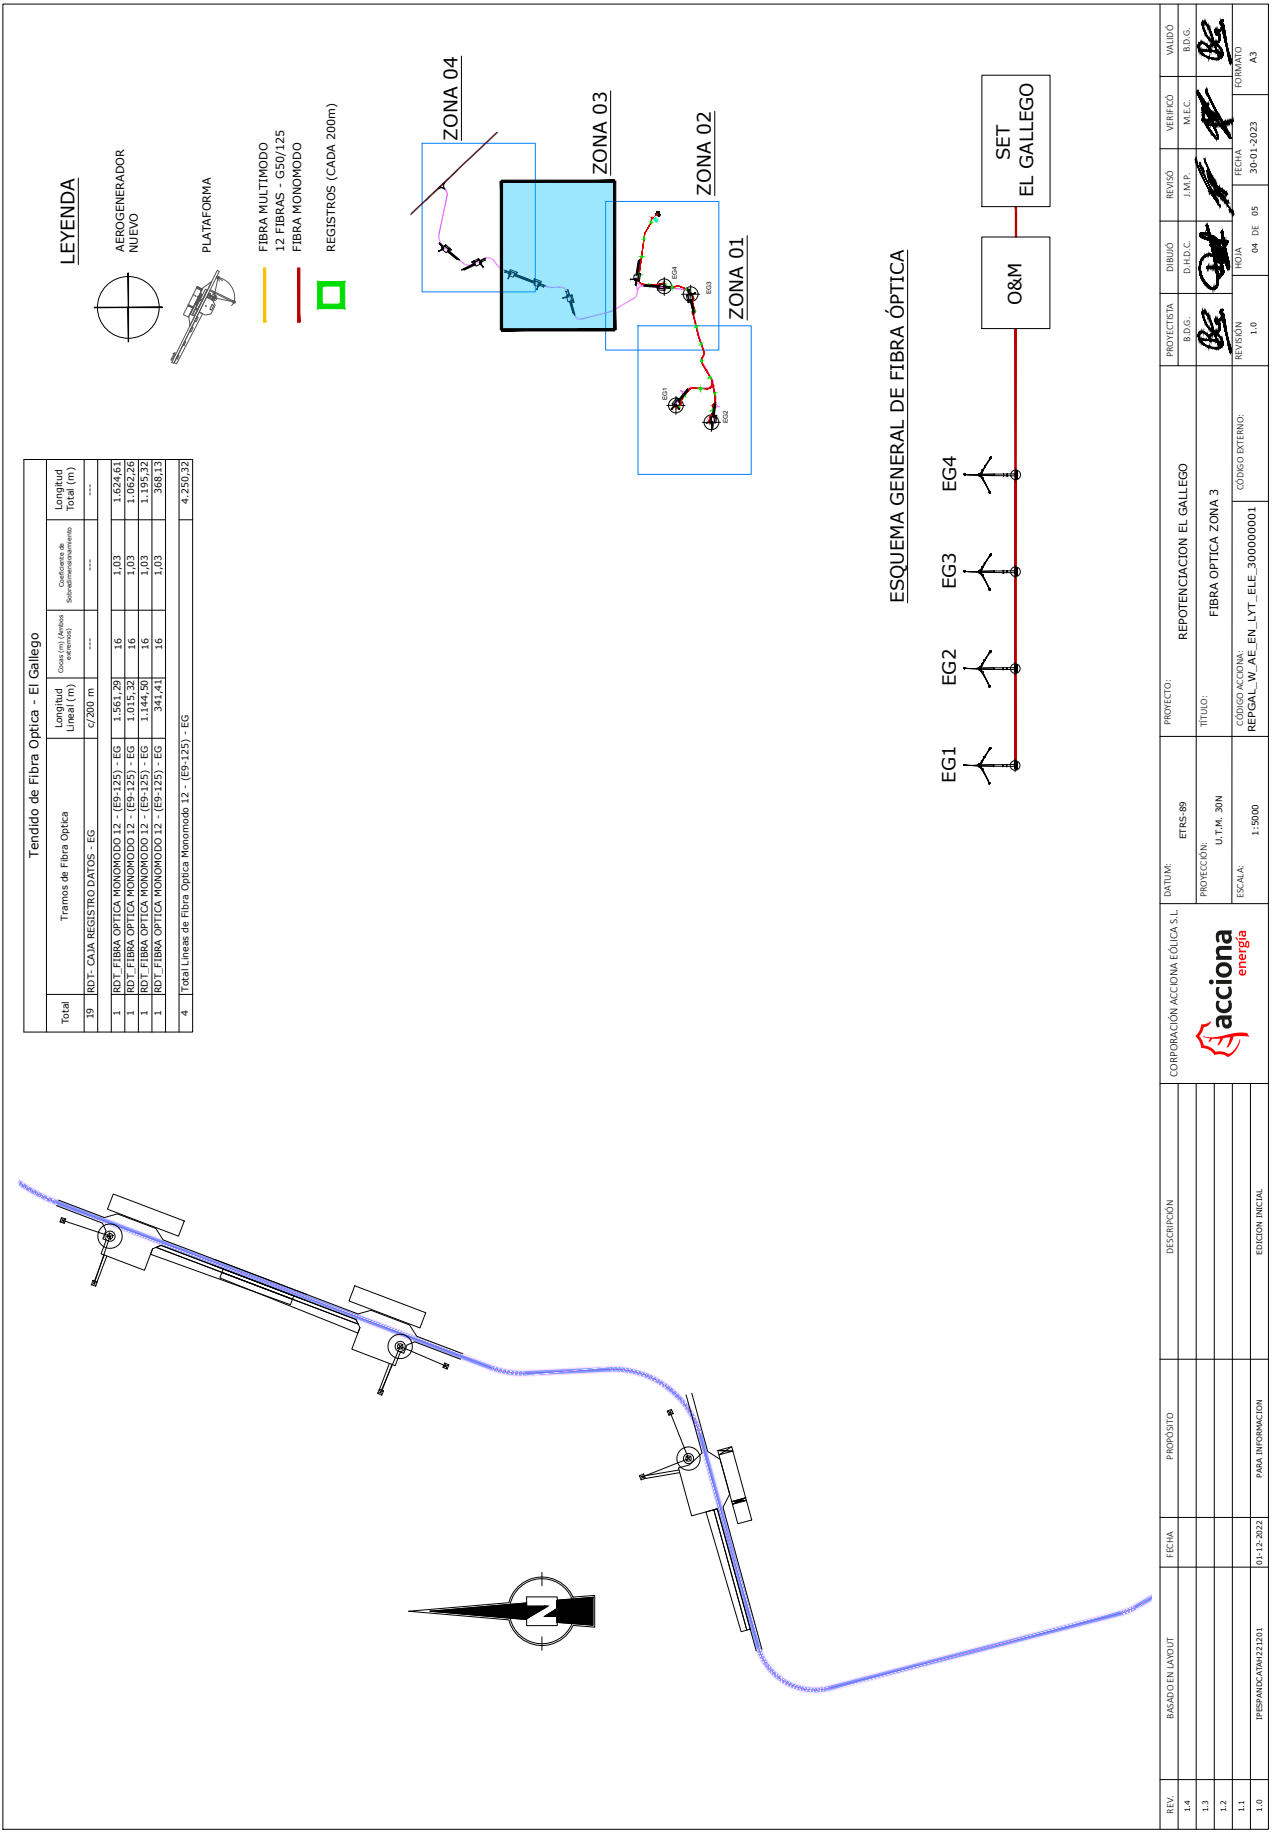 Tendido de Fibra Optica - El Gallego
Total
Tramos de Fibra Optica
Longitud
Lineal (m)
Cocas (m) (Ambos
extremos)
Coeficiente de
Sobredimensionamiento
Longitud
Total (m)
19 RDT- CAJA REGISTRO DATOS - EG c/200 m --- --- ---
1 RDT_FIBRA OPTICA MONOMODO 12 - (E9-125) - EG 1.561,29 16 1,03 1.624,61
1 RDT_FIBRA OPTICA MONOMODO 12 - (E9-125) - EG 1.015,32 16 1,03 1.062,26
1 RDT_FIBRA OPTICA MONOMODO 12 - (E9-125) - EG 1.144,50 16 1,03 1.195,32
1 RDT_FIBRA OPTICA MONOMODO 12 - (E9-125) - EG 341,41 16 1,03 368,13
4 Total Lineas de Fibra Optica Monomodo 12 - (E9-125) - EG 4.250,32
LEYENDA
AEROGENERADOR
NUEVO
PLATAFORMA
FIBRA MULTIMODO
12 FIBRAS - G50/125
FIBRA MONOMODO
REGISTROS (CADA 200m)
ZONA 04
ZONA 03
ZONA 02
ZONA 01
EG1
EG2
EG3
EG4
N
ESQUEMA GENERAL DE FIBRA ÓPTICA
EG1
EG2
EG3
EG4
O&M
SET
EL GALLEGO
REV.
BASADO EN LAYOUT
FECHA
PROPÓSITO
DESCRIPCIÓN
1.4
1.3
1.2
1.1
1.0 IPESPANDCATAH221201 01-12-2022 PARA INFORMACION EDICION INICIAL
CORPORACIÓN ACCIONA EÓLICA S.L.
acciona
energía
DATUM:
ETRS-89
PROYECCIÓN:
U.T.M. 30N
ESCALA:
1:5000
PROYECTO:
REPOTENCIACION EL GALLEGO
TÍTULO:
FIBRA OPTICA ZONA 3
CÓDIGO ACCIONA:
REPGAL_W_AE_EN_LYT_ELE_300000001
CÓDIGO EXTERNO:
PROYECTISTA
B.D.G.
DIBUJÓ
D.H.D.C.
REVISÓ
J.M.P.
VERIFICÓ
M.E.C.
VALIDÓ
B.D.G.
REVISIÓN
1.0
HOJA
04 DE 05
FECHA
30-01-2023
FORMATO
A3